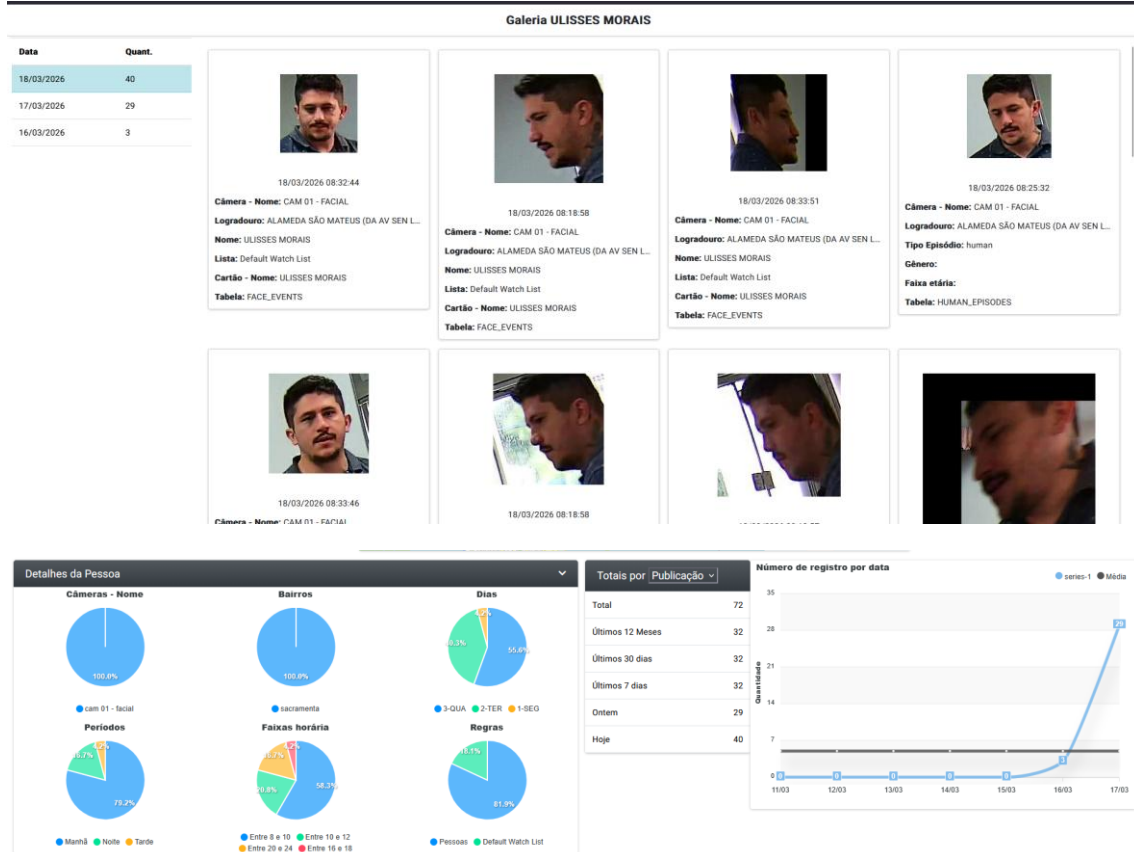 Galeria ULISSES MORAIS
Data Quant.
18/03/2026 40
17/03/2026 29
16/03/2026 3
18/03/2026 08:32:44
Câmera - Nome: CAM 01 - FACIAL
Logradouro: ALAMEDA SÃO MATEUS (DA AV SEN L...
Nome: ULISSES MORAIS
Lista: Default Watch List
Cartão - Nome: ULISSES MORAIS
Tabela: FACE_EVENTS
18/03/2026 08:18:58
Câmera - Nome: CAM 01 - FACIAL
Logradouro: ALAMEDA SÃO MATEUS (DA AV SEN L...
Nome: ULISSES MORAIS
Lista: Default Watch List
Cartão - Nome: ULISSES MORAIS
Tabela: FACE_EVENTS
18/03/2026 08:33:51
Câmera - Nome: CAM 01 - FACIAL
Logradouro: ALAMEDA SÃO MATEUS (DA AV SEN L...
Nome: ULISSES MORAIS
Lista: Default Watch List
Cartão - Nome: ULISSES MORAIS
Tabela: FACE_EVENTS
18/03/2026 08:25:32
Câmera - Nome: CAM 01 - FACIAL
Logradouro: ALAMEDA SÃO MATEUS (DA AV SEN L...
Tipo Episódio: human
Gênero:
Faixa etária:
Tabela: HUMAN_EPISODES
18/03/2026 08:33:46
Câmera - Nome: CAM 01 - FACIAL
18/03/2026 08:18:58
Detalhes da Pessoa
Câmeras - Nome
100.0%
cam 01 - facial
Bairros
100.0%
sacramenta
Dias
55.6%
3-QUA 2-TER 1-SEG
Períodos
79.2%
Manhã Noite Tarde
Faixas horária
58.3%
20.8%
Entre 8 e 10 Entre 10 e 12
Entre 20 e 24 Entre 16 e 18
Regras
81.9%
18.1%
Pessoas Default Watch List
Totais por Publicação
Total 72
Últimos 12 Meses 32
Últimos 30 dias 32
Últimos 7 dias 32
Ontem 29
Hoje 40
Número de registro por data
series-1 Média
Quantidade
35
28
21
14
7
0
0 0 0 0 0 3 29
11/03 12/03 13/03 14/03 15/03 16/03 17/03